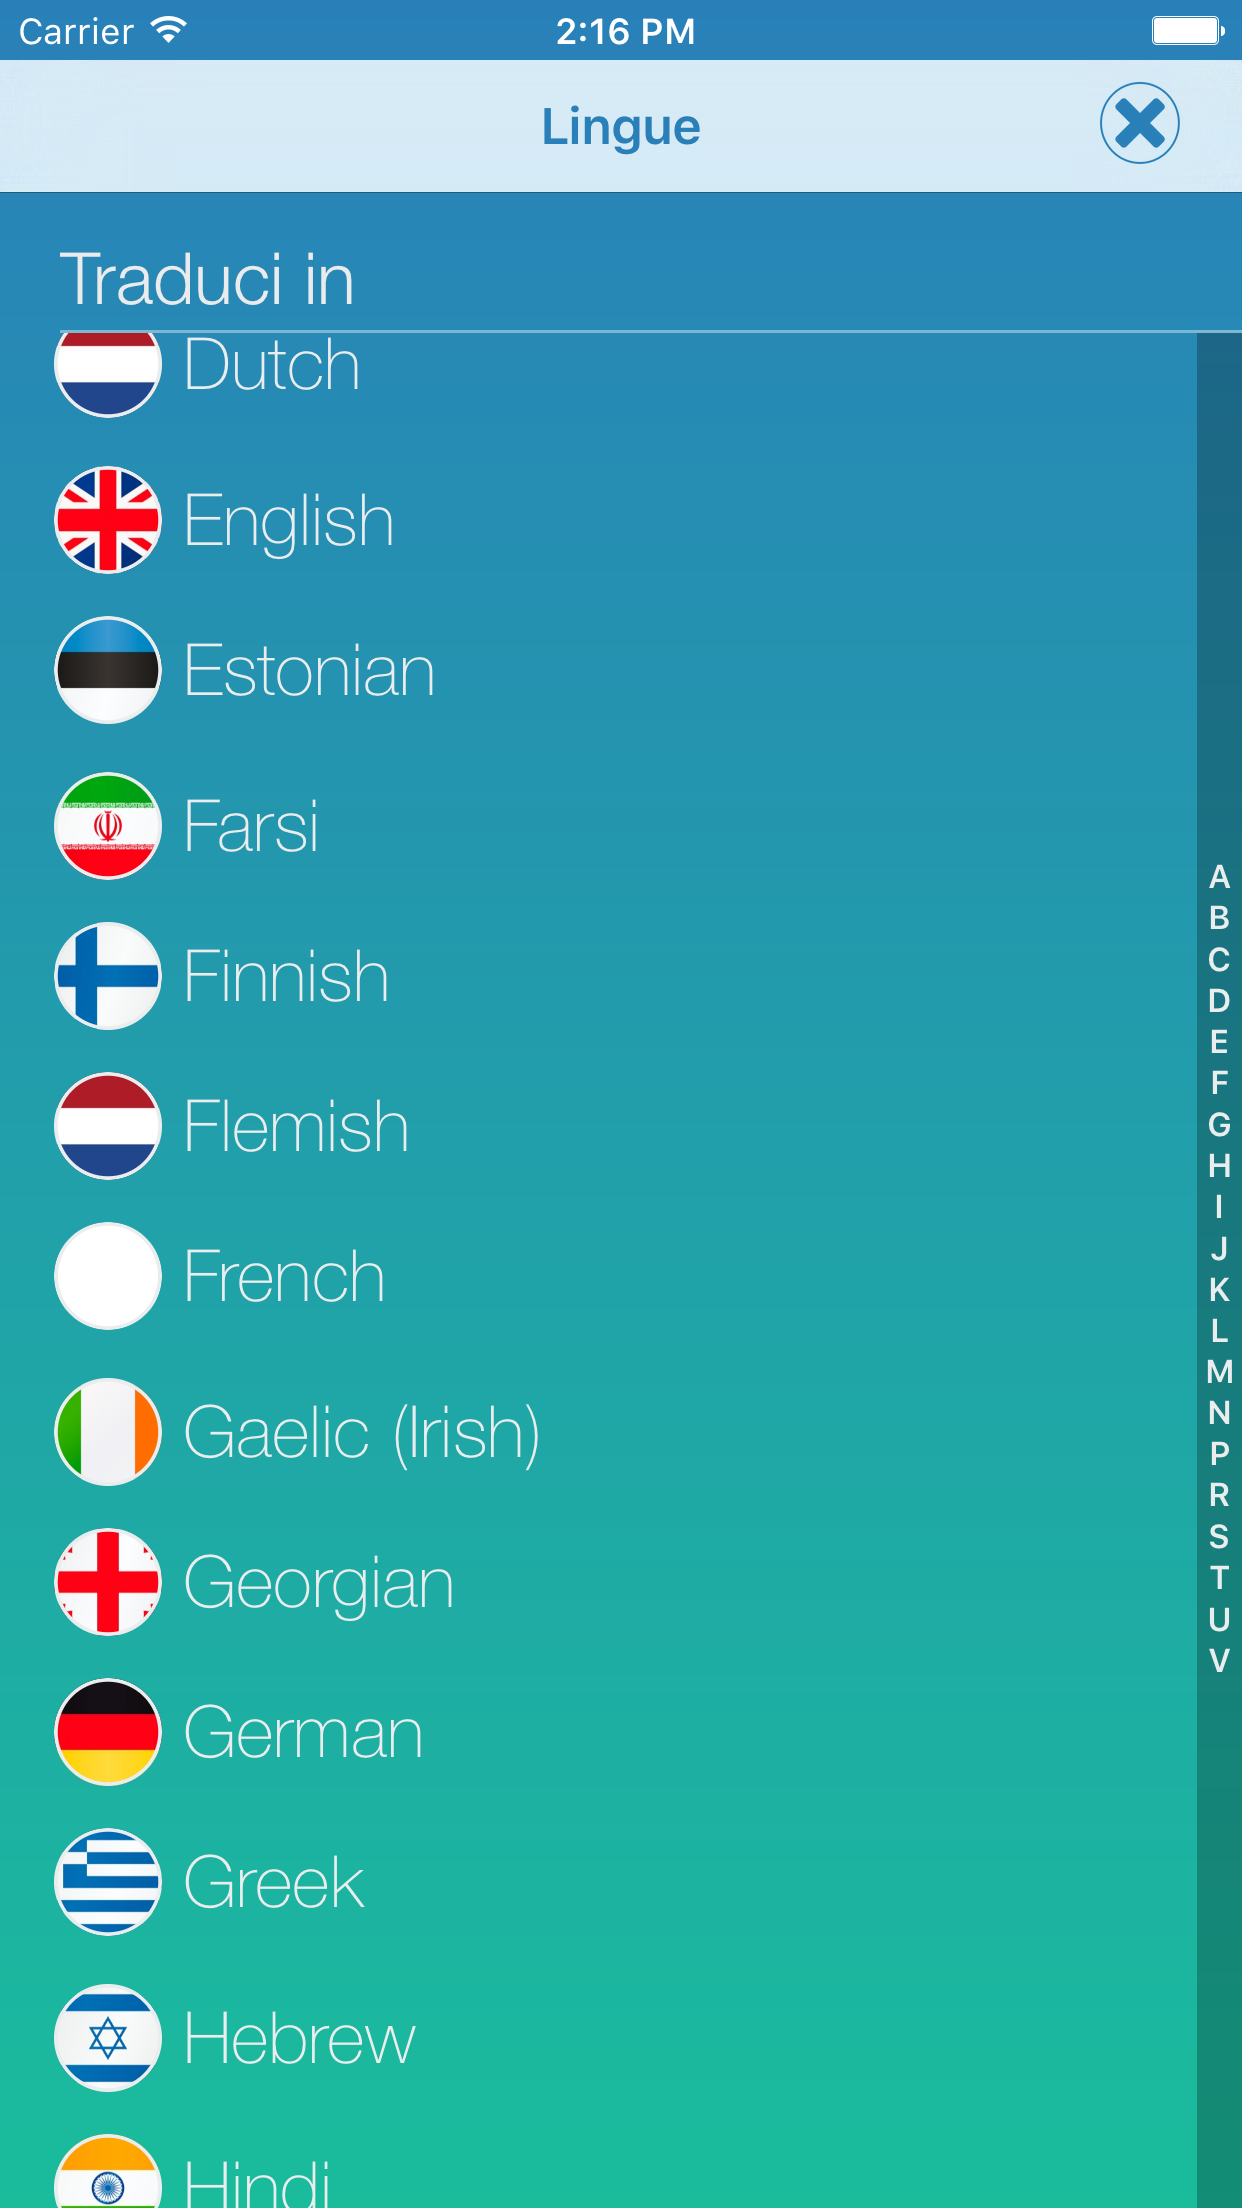 Carrier 2:16 PM
Lingue
Traduci in
Dutch
English
Estonian
Farsi
Finnish
Flemish
French
Gaelic (Irish)
Georgian
German
Greek
Hebrew
Hindi
A
B
C
D
E
F
G
H
I
J
K
L
M
N
P
R
S
T
U
V